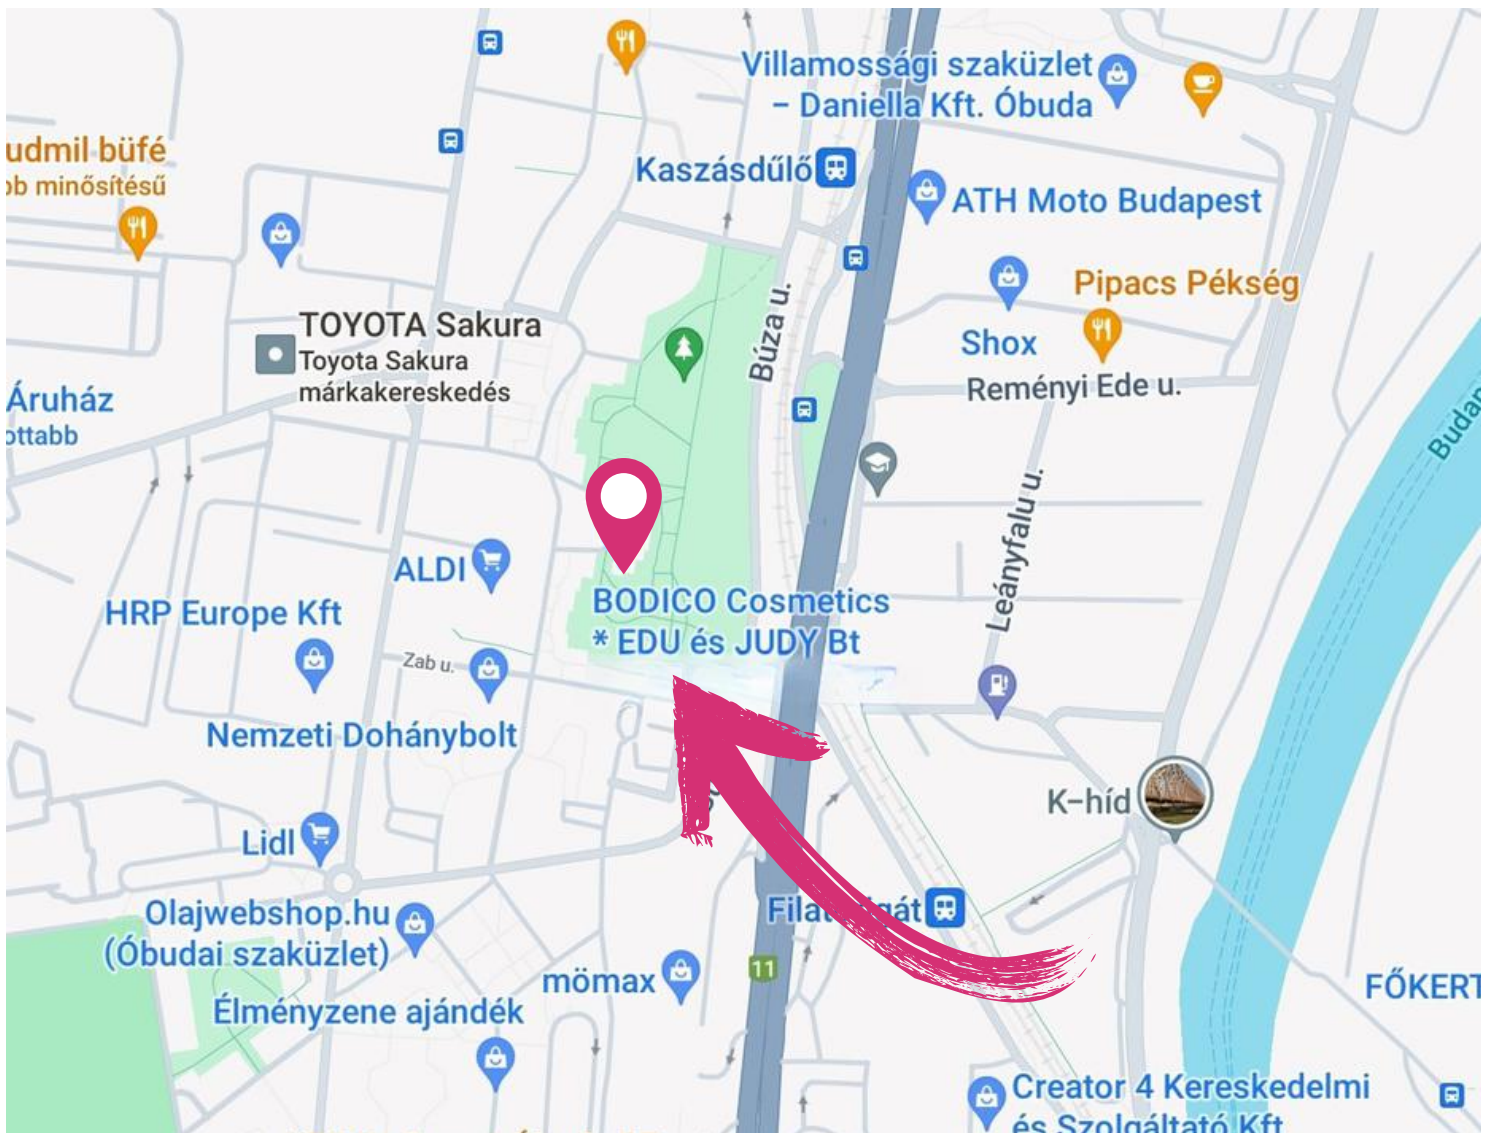 Villamossági szaküzlet
– Daniella Kft. Óbuda
udmil büfé
bb minősítésű
Kaszásdűlő
ATH Moto Budapest
Búza u.
Pipacs Pékség
TOYOTA Sakura
Toyota Sakura
márkakereskedés
Shox
Reményi Ede u.
Áruház
ottabb
Budap
Leányfalu u.
ALDI
HRP Europe Kft
BODICO Cosmetics
* EDU és JUDY Bt
Zab u.
Nemzeti Dohánybolt
K-híd
Lidl
Olajwebshop.hu
(Óbudai szaküzlet)
mömax
11
FŐKERT
Élményzene ajándék
Creator 4 Kereskedelmi
és Szolgáltató Kft